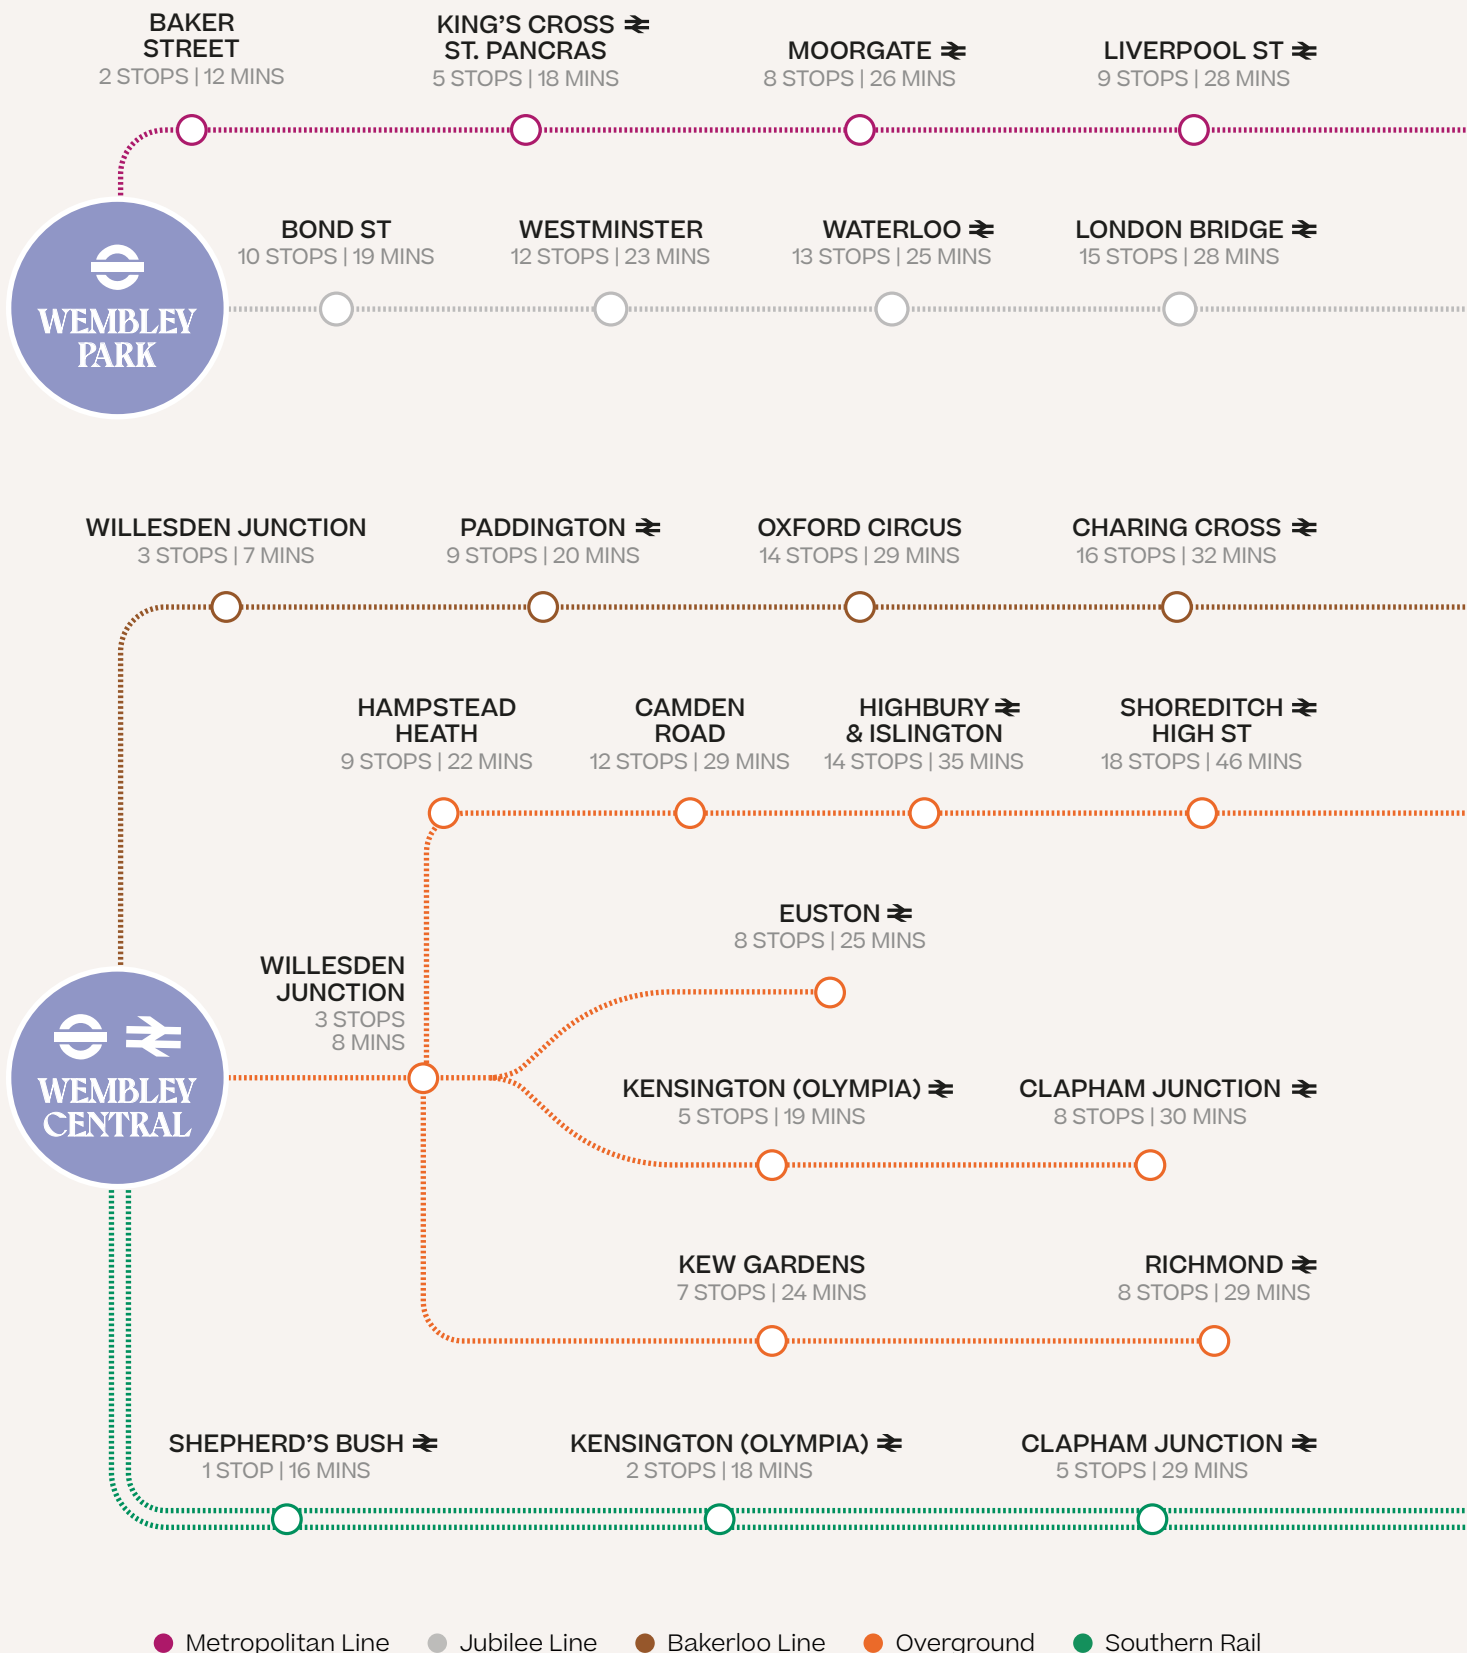 BAKER
STREET
2 STOPS | 12 MINS
KING’S CROSS
ST. PANCRAS
5 STOPS | 18 MINS
MOORGATE
8 STOPS | 26 MINS
LIVERPOOL ST
9 STOPS | 28 MINS
WEMBLEY
PARK
BOND ST
10 STOPS | 19 MINS
WESTMINSTER
12 STOPS | 23 MINS
WATERLOO
13 STOPS | 25 MINS
LONDON BRIDGE
15 STOPS | 28 MINS
WILLESDEN JUNCTION
3 STOPS | 7 MINS
PADDINGTON
9 STOPS | 20 MINS
OXFORD CIRCUS
14 STOPS | 29 MINS
CHARING CROSS
16 STOPS | 32 MINS
HAMPSTEAD
HEATH
9 STOPS | 22 MINS
CAMDEN
ROAD
12 STOPS | 29 MINS
HIGHBURY
& ISLINGTON
14 STOPS | 35 MINS
SHOREDITCH
HIGH ST
18 STOPS | 46 MINS
EUSTON
8 STOPS | 25 MINS
WILLESDEN
JUNCTION
3 STOPS
8 MINS
WEMBLEY
CENTRAL
KENSINGTON (OLYMPIA)
5 STOPS | 19 MINS
CLAPHAM JUNCTION
8 STOPS | 30 MINS
KEW GARDENS
7 STOPS | 24 MINS
RICHMOND
8 STOPS | 29 MINS
SHEPHERD’S BUSH
1 STOP | 16 MINS
KENSINGTON (OLYMPIA)
2 STOPS | 18 MINS
CLAPHAM JUNCTION
5 STOPS | 29 MINS
Metropolitan Line
Jubilee Line
Bakerloo Line
Overground
Southern Rail